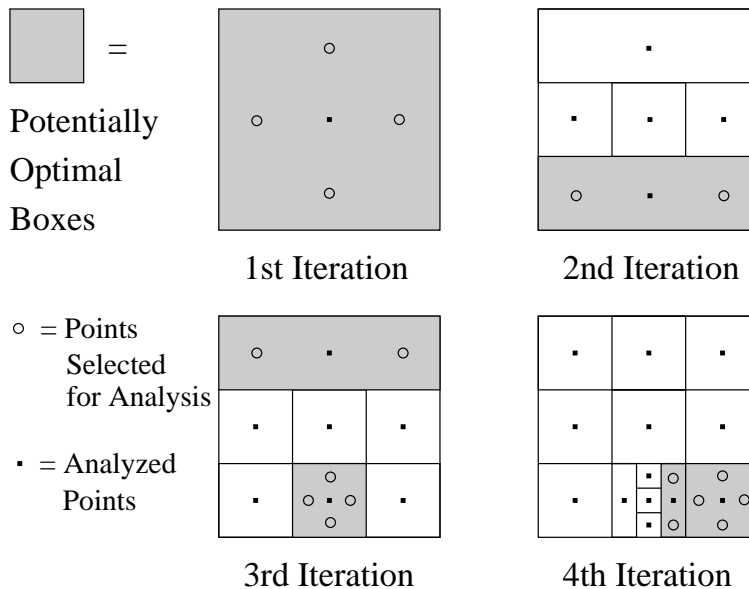 =
Potentially
Optimal
Boxes
1st Iteration
2nd Iteration
= Points
Selected
for Analysis
= Analyzed
Points
3rd Iteration
4th Iteration